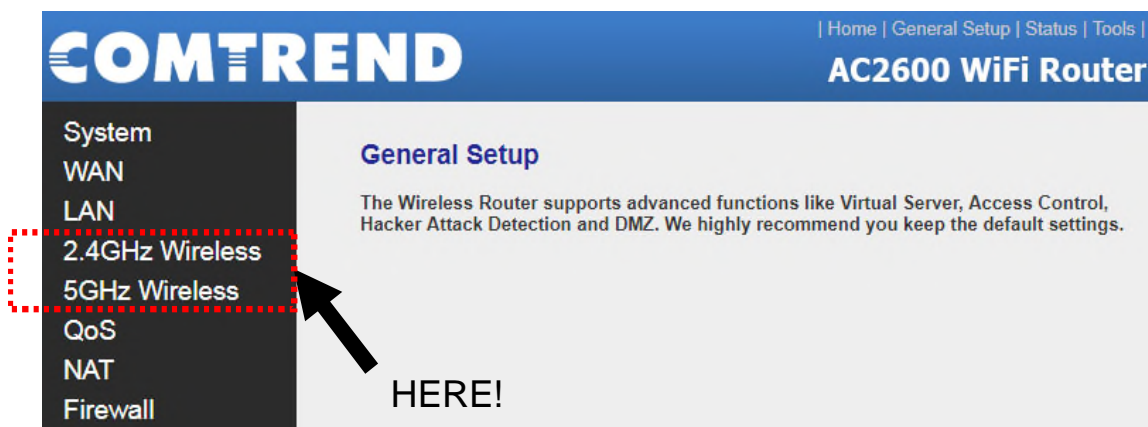 COMTREND
| Home | General Setup | Status | Tools |
AC2600 WiFi Router
System
WAN
LAN
2.4GHz Wireless
5GHz Wireless
QoS
NAT
Firewall
General Setup
The Wireless Router supports advanced functions like Virtual Server, Access Control,
Hacker Attack Detection and DMZ. We highly recommend you keep the default settings.
HERE!